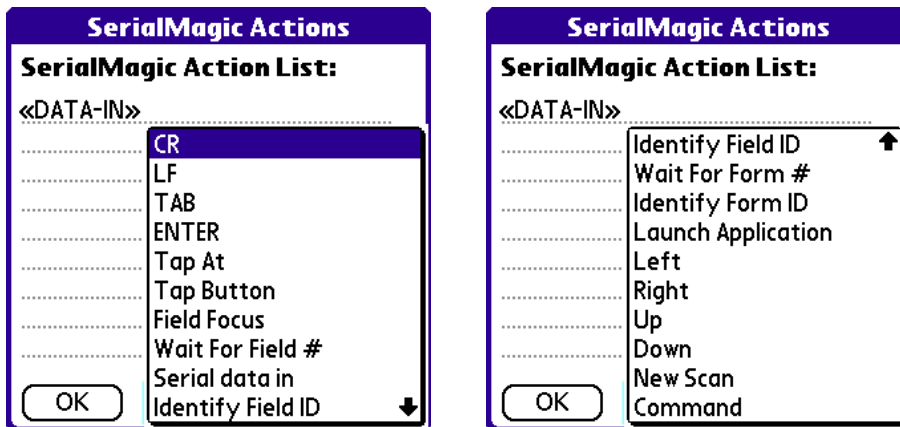 SerialMagic Actions
SerialMagic Action List:
«DATA-IN»
CR
LF
TAB
ENTER
Tap At
Tap Button
Field Focus
Wait For Field #
Serial data in
Identify Field ID
OK
SerialMagic Actions
SerialMagic Action List:
«DATA-IN»
Identify Field ID
Wait For Form #
Identify Form ID
Launch Application
Left
Right
Up
Down
New Scan
Command
OK